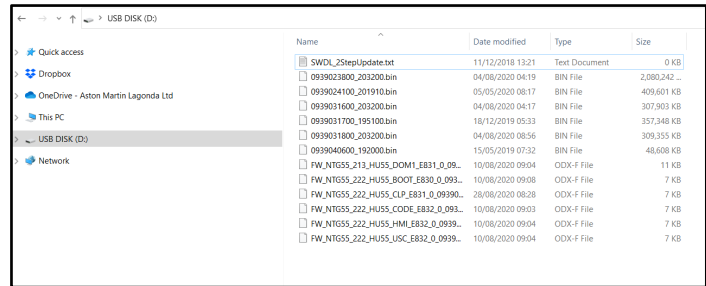 USB DISK (D:)
Name Date modified Type Size
Quick access
Dropbox
OneDrive - Aston Martin Lagonda Ltd
This PC
USB DISK (D:)
Network
SWDL_2StepUpdate.txt 11/12/2018 13:21 Text Document 0 KB
0939023800_203200.bin 04/08/2020 04:19 BIN File 2,080,242 ...
0939024100_201910.bin 05/05/2020 08:17 BIN File 409,601 KB
0939031600_203200.bin 04/08/2020 04:17 BIN File 307,903 KB
0939031700_195100.bin 18/12/2019 05:33 BIN File 357,348 KB
0939031800_203200.bin 04/08/2020 08:56 BIN File 309,355 KB
0939040600_192000.bin 15/05/2019 07:32 BIN File 48,608 KB
FW_NTG55_213_HU55_DOM1_E831_0_09... 10/08/2020 09:04 ODX-F File 11 KB
FW_NTG55_222_HU55_BOOT_E830_0_093... 10/08/2020 09:08 ODX-F File 7 KB
FW_NTG55_222_HU55_CLP_E831_0_09390... 28/08/2020 08:28 ODX-F File 7 KB
FW_NTG55_222_HU55_CODE_E832_0_093... 10/08/2020 09:03 ODX-F File 7 KB
FW_NTG55_222_HU55_HMI_E832_0_0939... 10/08/2020 09:04 ODX-F File 7 KB
FW_NTG55_222_HU55_USC_E832_0_0939... 10/08/2020 09:04 ODX-F File 7 KB